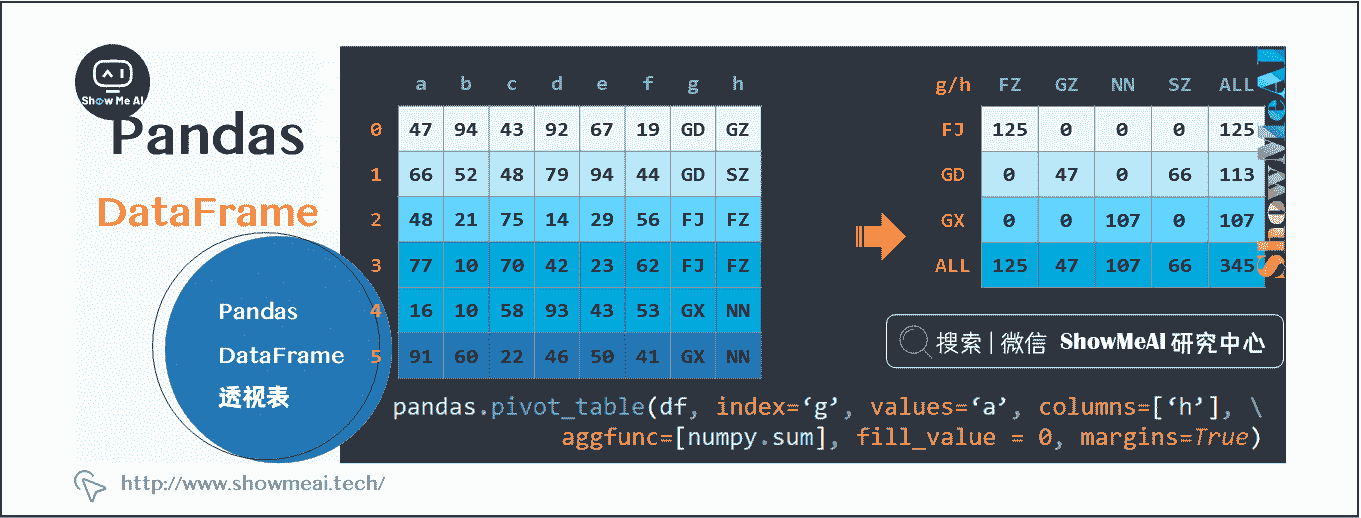 Show Me AI
Pandas
DataFrame
Pandas
DataFrame
透视表
http://www.showmeai.tech/
a b c d e f g h
0 47 94 43 92 67 19 GD GZ
1 66 52 48 79 94 44 GD SZ
2 48 21 75 14 29 56 FJ FZ
3 77 10 70 42 23 62 FJ FZ
4 16 10 58 93 43 53 GX NN
5 91 60 22 46 50 41 GX NN
g/h FZ GZ NN SZ ALL
FJ 125 0 0 0 125
GD 0 47 0 66 113
GX 0 0 107 0 107
ALL 125 47 107 66 345
ShowMeAI
搜索 | 微信 ShowMeAI 研究中心
pandas.pivot_table(df, index=‘g’, values=‘a’, columns=[‘h’], \
aggfunc=[numpy.sum], fill_value = 0, margins=True)